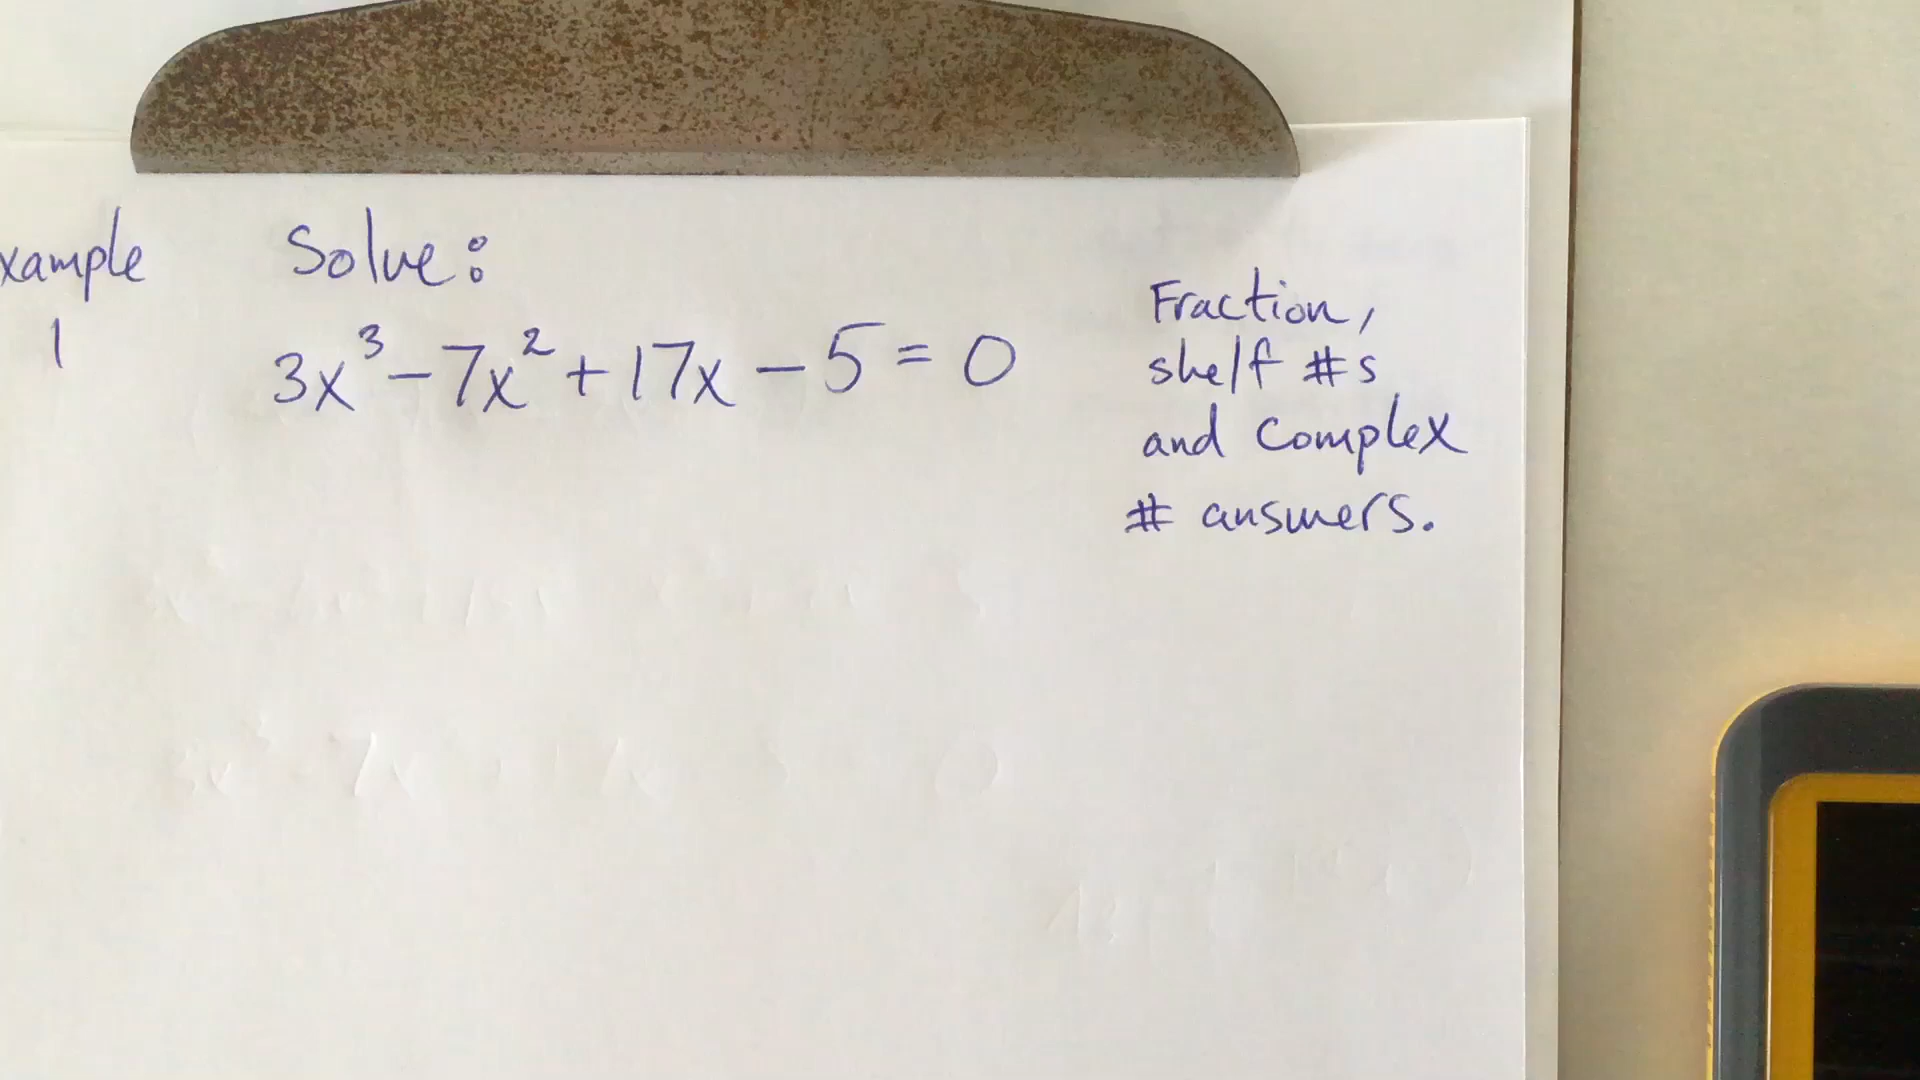 xample
1
Solve:
3x³-7x²+17x-5=0
Fraction,
shelf #s
and complex
# answers.